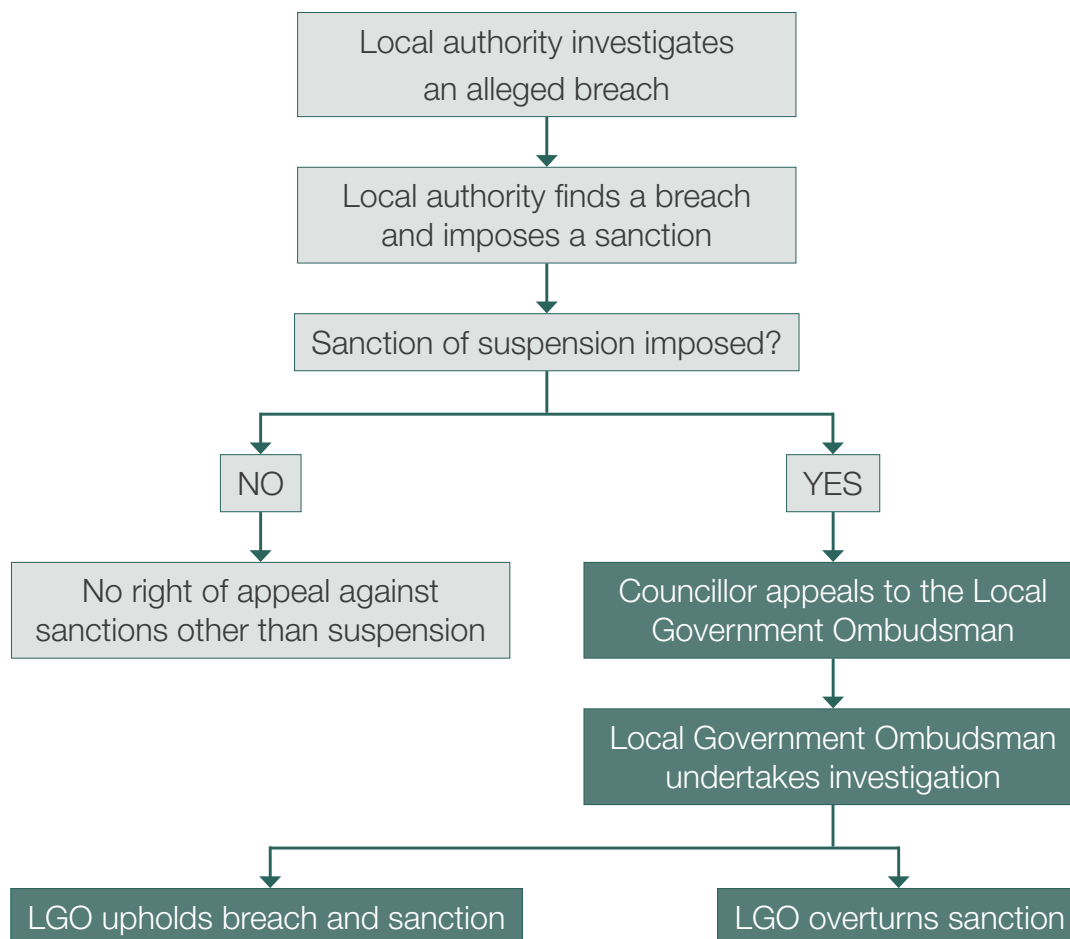 Local authority investigates
an alleged breach
Local authority finds a breach
and imposes a sanction
Sanction of suspension imposed?
NO
YES
No right of appeal against
sanctions other than suspension
Councillor appeals to the Local
Government Ombudsman
Local Government Ombudsman
undertakes investigation
LGO upholds breach and sanction
LGO overturns sanction